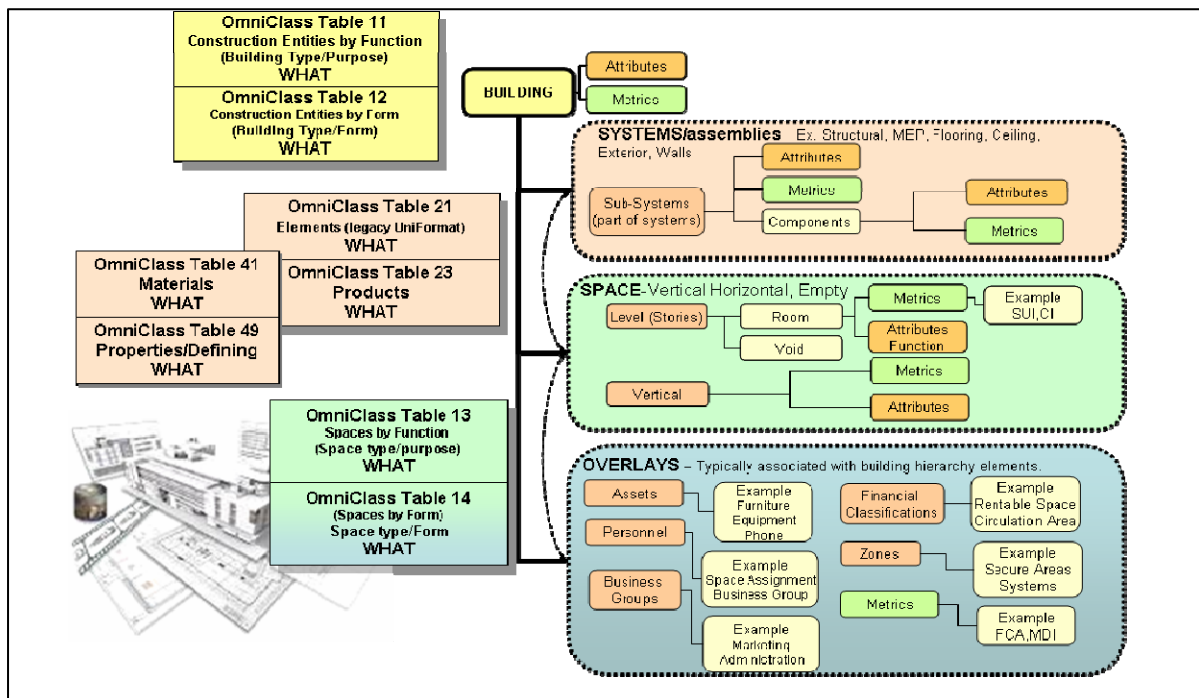 OmniClass Table 11
Construction Entities by Function
(Building Type/Purpose)
WHAT
OmniClass Table 12
Construction Entities by Form
(Building Type/Form)
WHAT
OmniClass Table 21
Elements (legacy UniFormat)
WHAT
OmniClass Table 23
Products
WHAT
OmniClass Table 41
Materials
WHAT
OmniClass Table 49
Properties/Defining
WHAT
OmniClass Table 13
Spaces by Function
(Space type/purpose)
WHAT
OmniClass Table 14
(Spaces by Form)
Space type/Form
WHAT
BUILDING
Attributes
Metrics
SYSTEMS/assemblies Ex. Structural, MEP, Flooring, Ceiling,
Exterior, Walls
Sub-Systems
(part of systems)
Attributes
Metrics
Components
Attributes
Metrics
SPACE-Vertical Horizontal, Empty
Level (Stories)
Room
Void
Metrics
Attributes
Function
Example
SUI,CI
Vertical
Metrics
Attributes
OVERLAYS – Typically associated with building hierarchy elements.
Assets
Example
Furniture
Equipment
Phone
Personnel
Example
Space Assignment
Business Group
Business
Groups
Example
Marketing
Administration
Financial
Classifications
Example
Rentable Space
Circulation Area
Zones
Example
Secure Areas
Systems
Metrics
Example
FCA,MDI